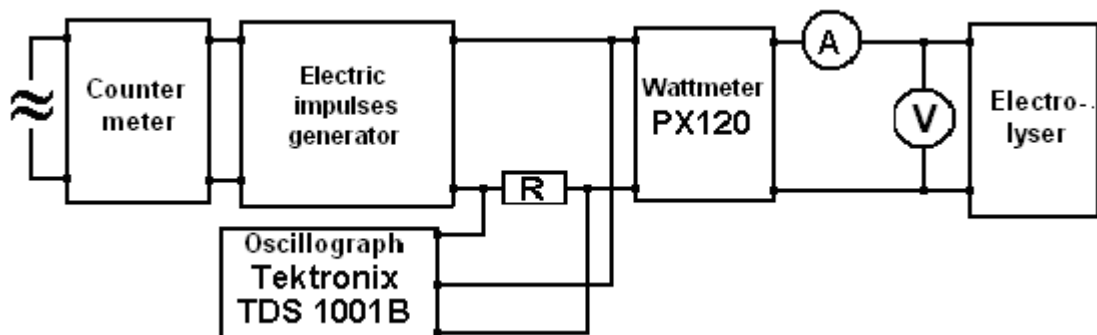 Counter
meter
Electric
impulses
generator
R
Oscillograph
Tektronix
TDS 1001B
Wattmeter
PX120
A
V
Electro-
lyser